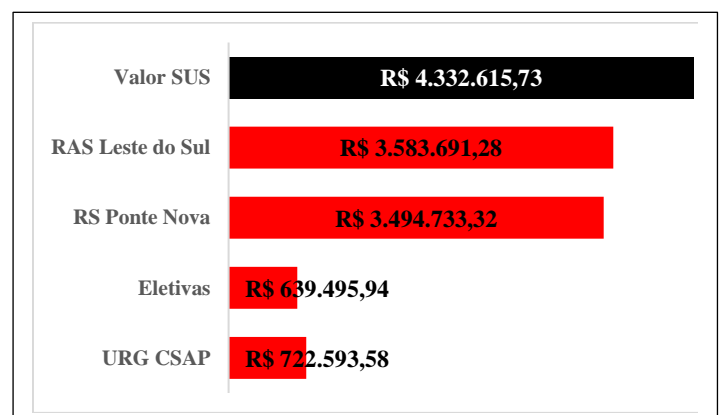 Valor SUS R$ 4.332.615,73
RAS Leste do Sul R$ 3.583.691,28
RS Ponte Nova R$ 3.494.733,32
Eletivas R$ 639.495,94
URG CSAP R$ 722.593,58